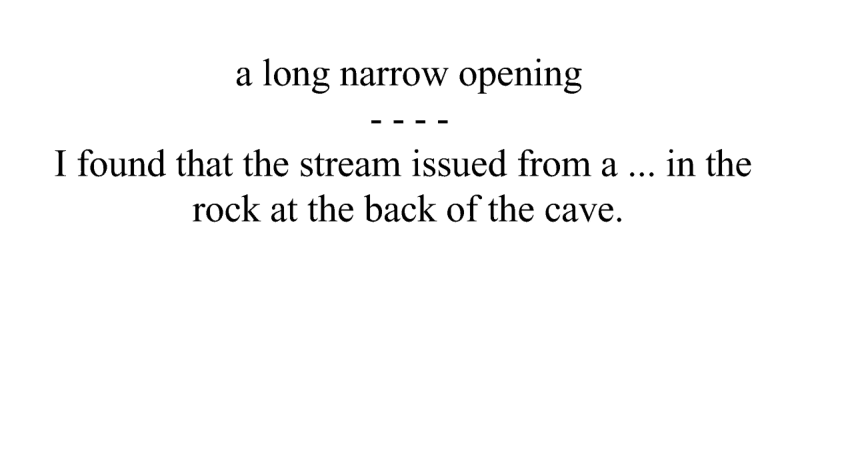 a long narrow opening
- - - -
I found that the stream issued from a ... in the
rock at the back of the cave.